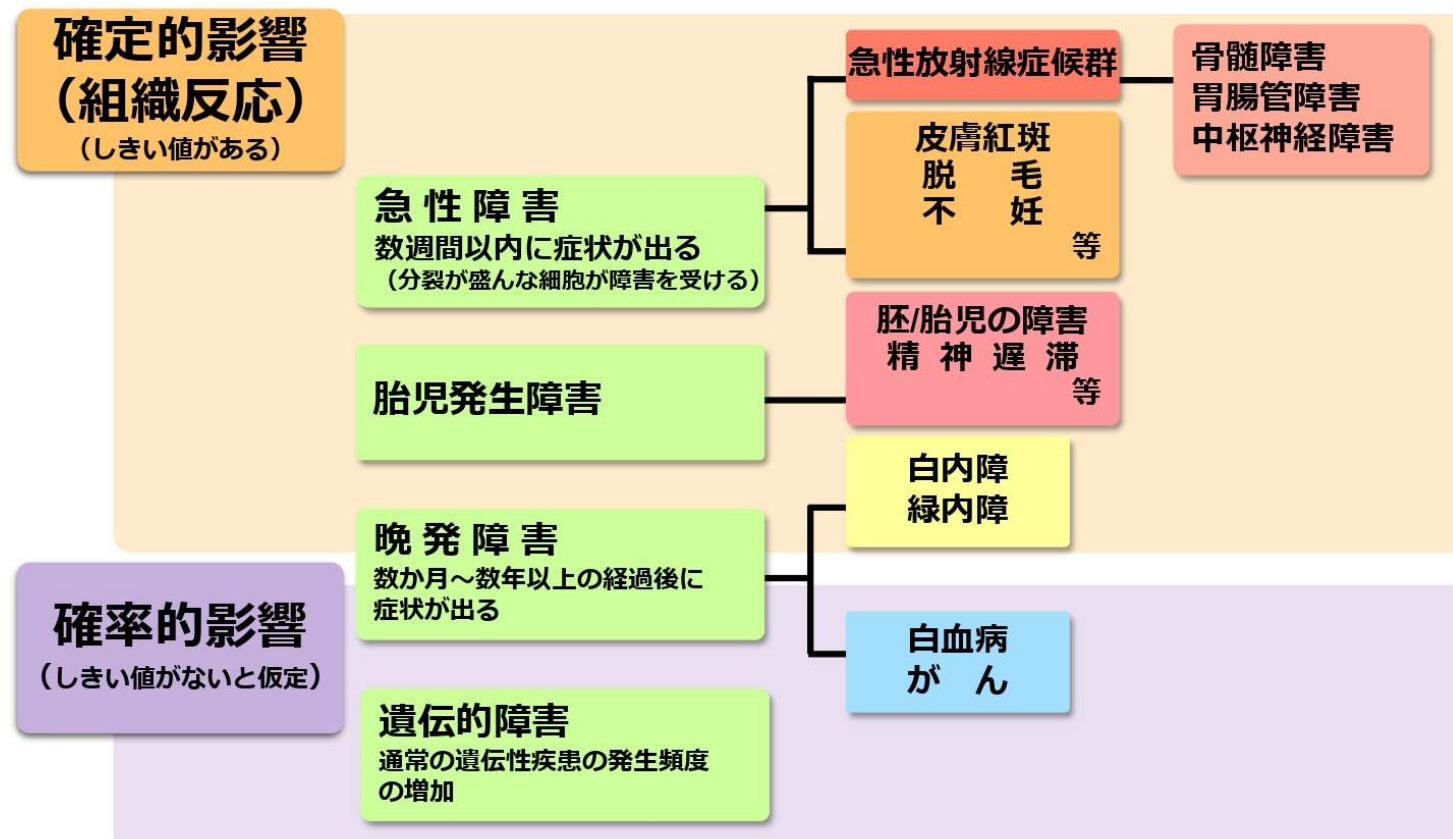 確定的影響
（組織反応）
（しきい値がある）
急性障害
数週間以内に症状が出る
（分裂が盛んな細胞が障害を受ける）
急性放射線症候群
骨髄障害
胃腸管障害
中枢神経障害
皮膚紅斑
脱　毛
不　妊
等
胎児発生障害
胚/胎児の障害
精神遅滞
等
晩発障害
数か月～数年以上の経過後に
症状が出る
白内障
緑内障
白血病
が　ん
確率的影響
（しきい値がないと仮定）
遺伝的障害
通常の遺伝性疾患の発生頻度
の増加